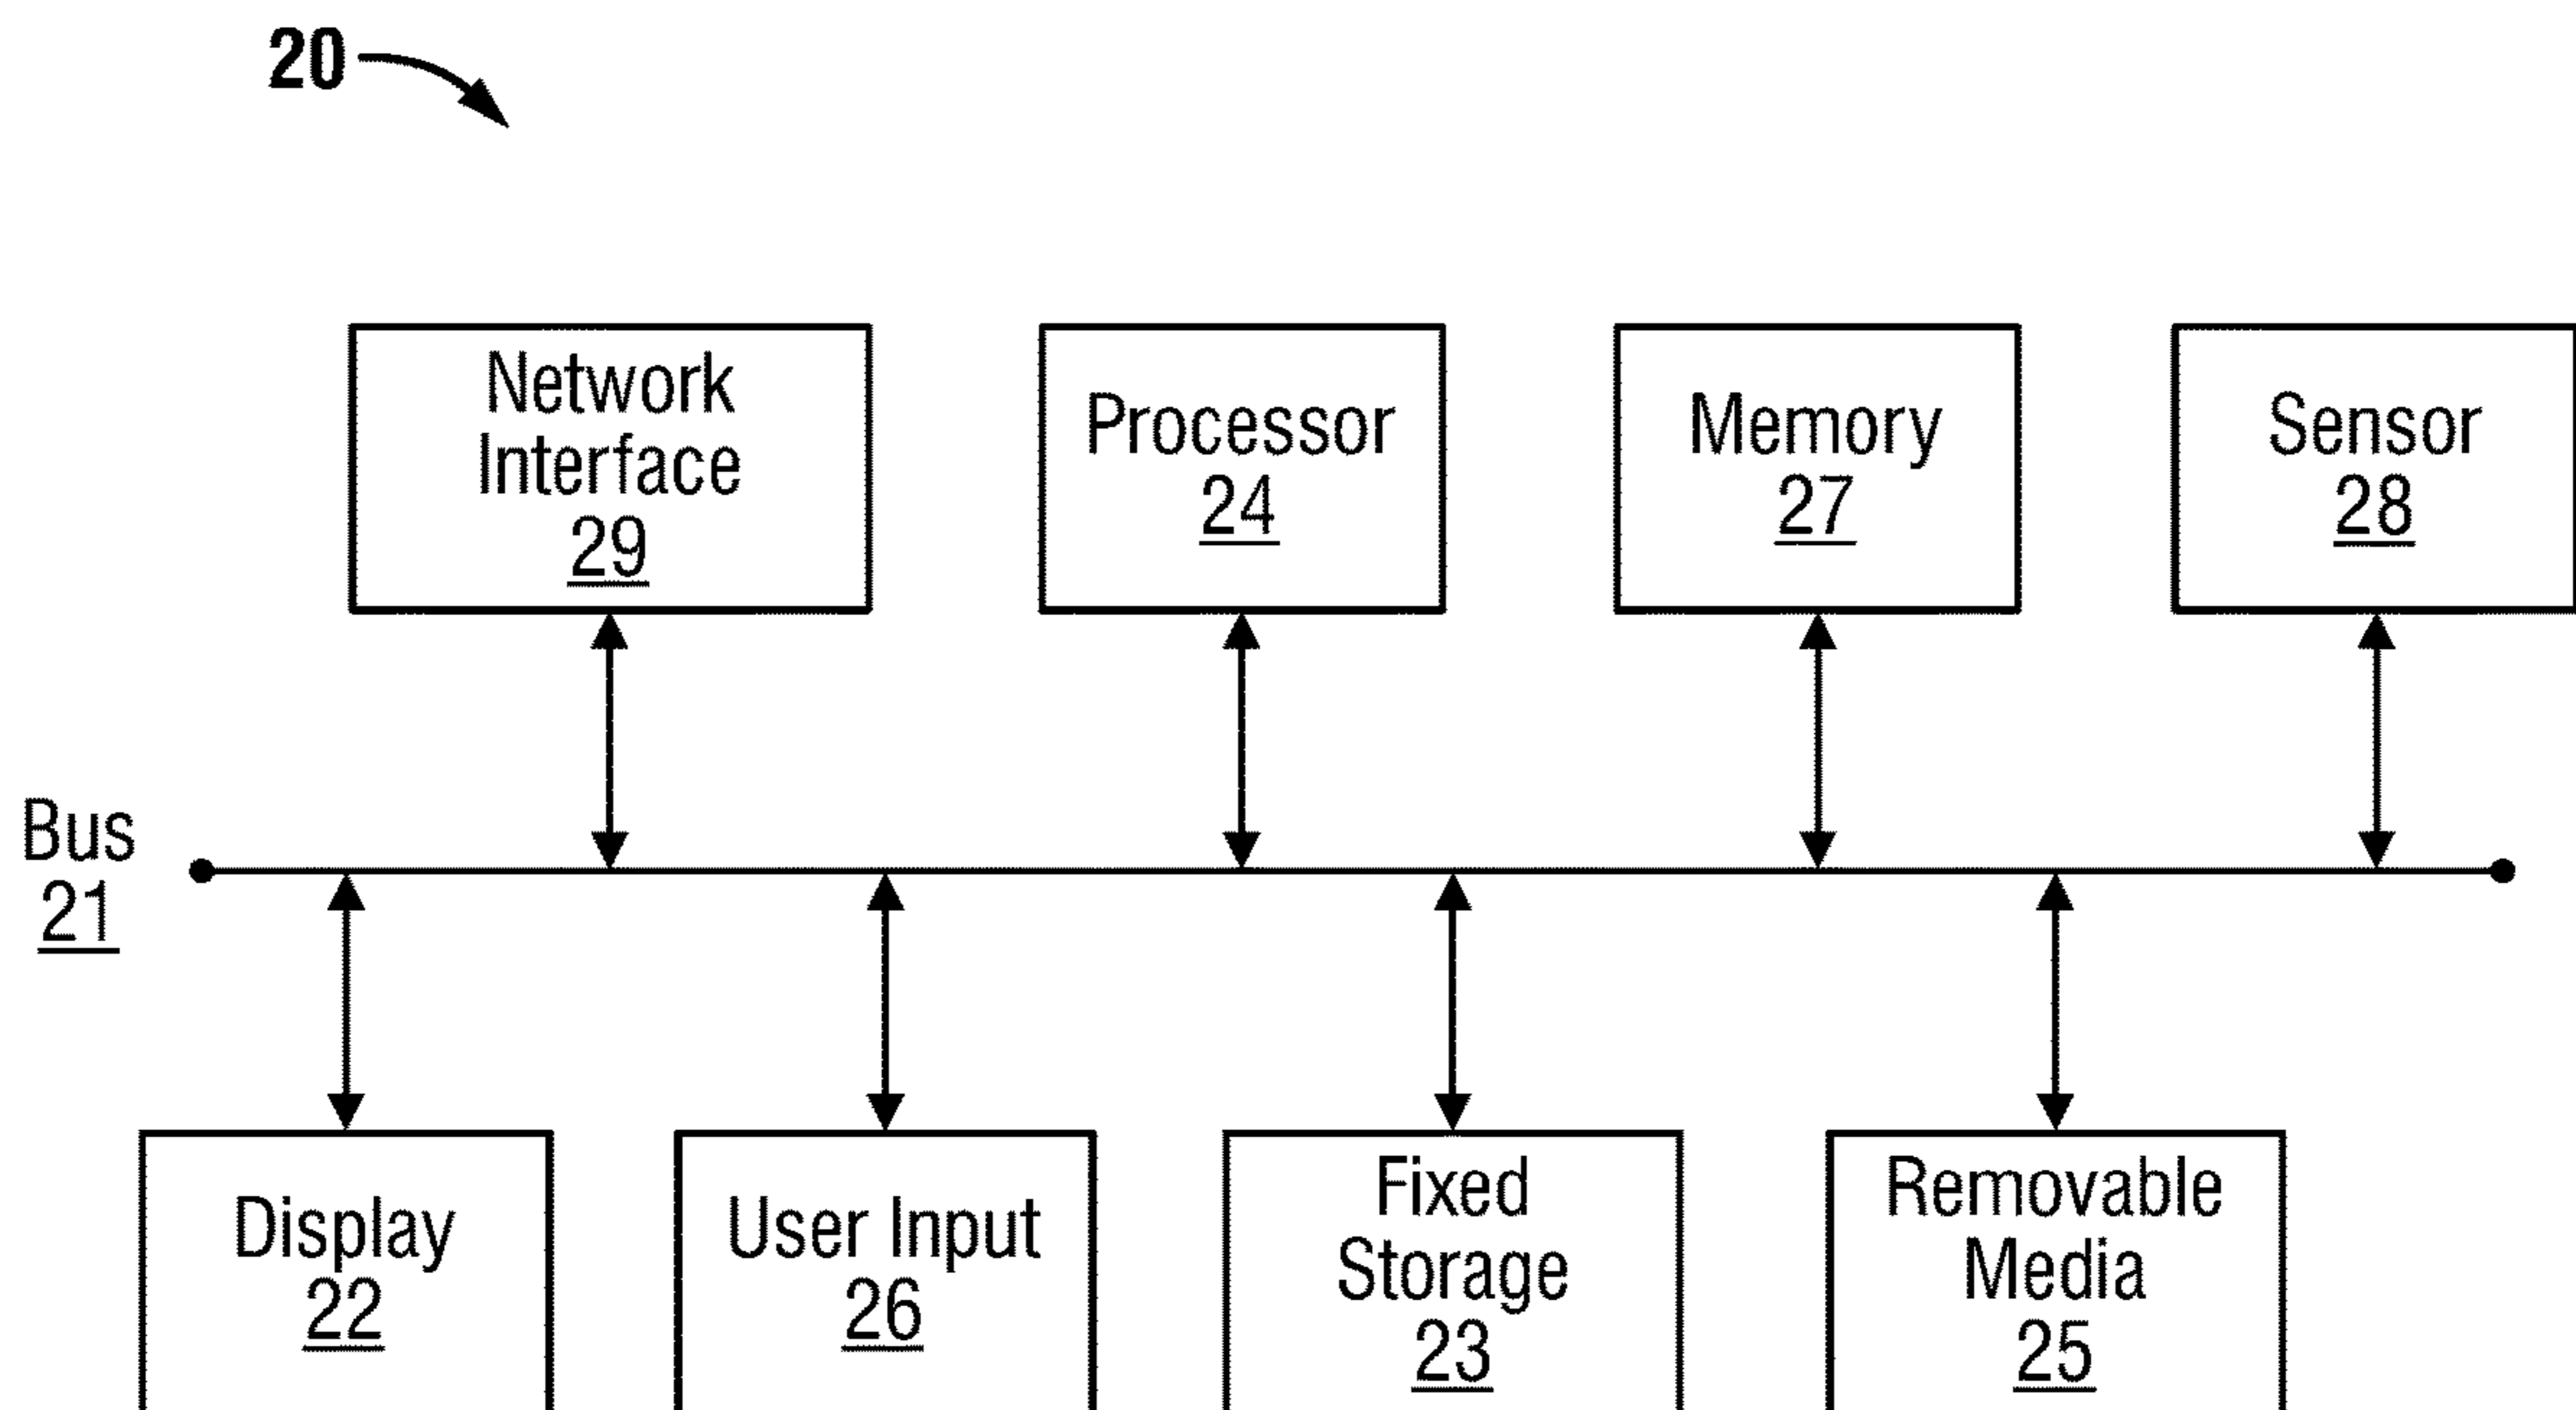 20
Network
Interface
29
Processor
24
Memory
27
Sensor
28
Bus
21
Display
22
User Input
26
Fixed
Storage
23
Removable
Media
25